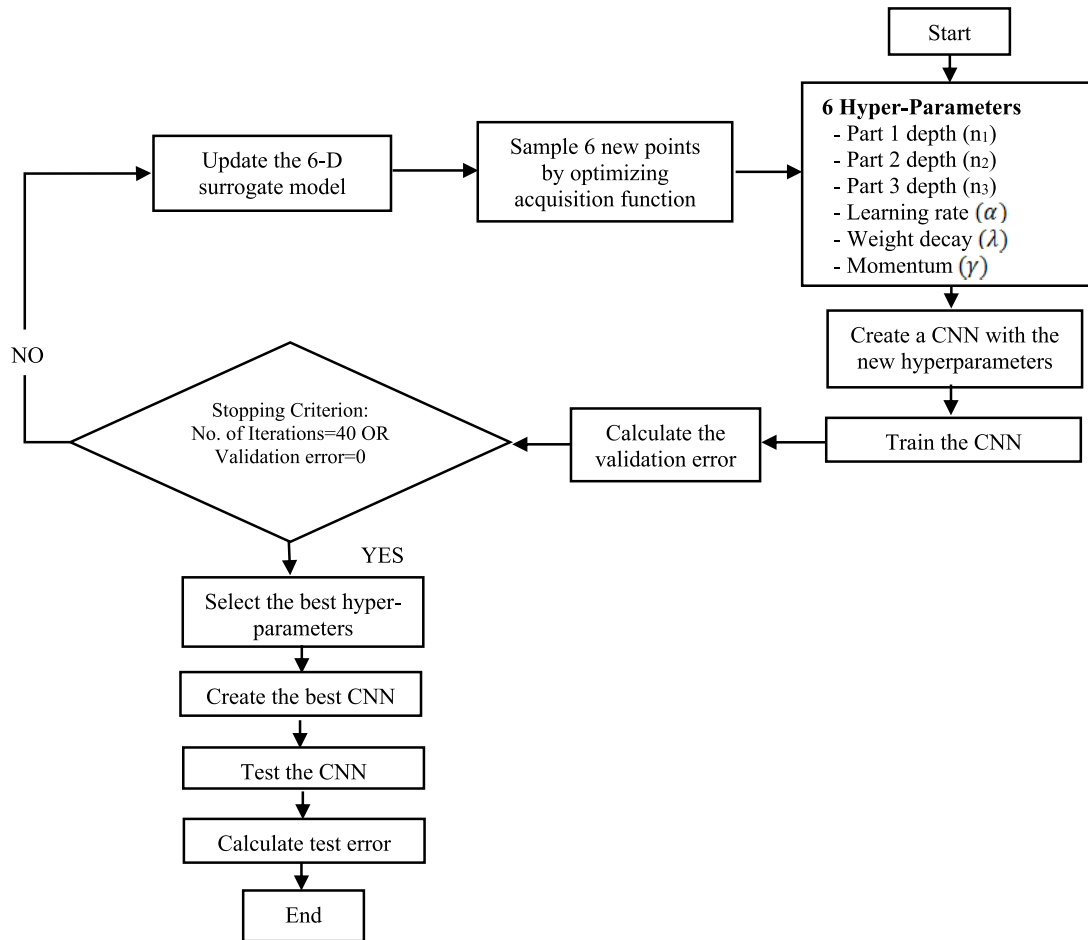 Start
6 Hyper-Parameters
- Part 1 depth (n₁)
- Part 2 depth (n₂)
- Part 3 depth (n₃)
- Learning rate (α)
- Weight decay (λ)
- Momentum (γ)
Update the 6-D
surrogate model
Sample 6 new points
by optimizing
acquisition function
Create a CNN with the
new hyperparameters
Train the CNN
Calculate the
validation error
Stopping Criterion:
No. of Iterations=40 OR
Validation error=0
NO
YES
Select the best hyper-
parameters
Create the best CNN
Test the CNN
Calculate test error
End